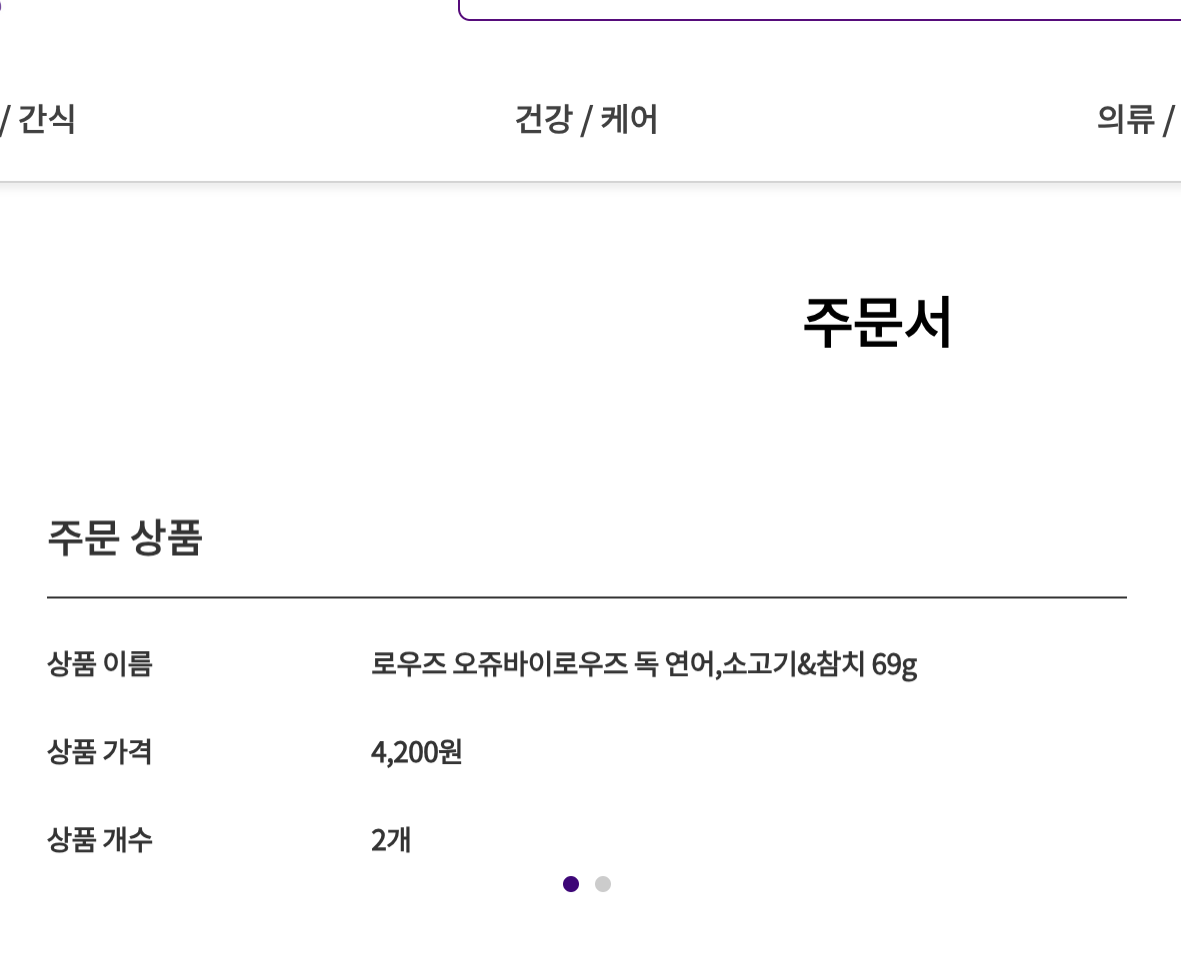 / 간식 건강 / 케어 의류 /
주문서
주문 상품
상품 이름 로우즈 오쥬바이로우즈 독 연어,소고기&참치 69g
상품 가격 4,200원
상품 개수 2개